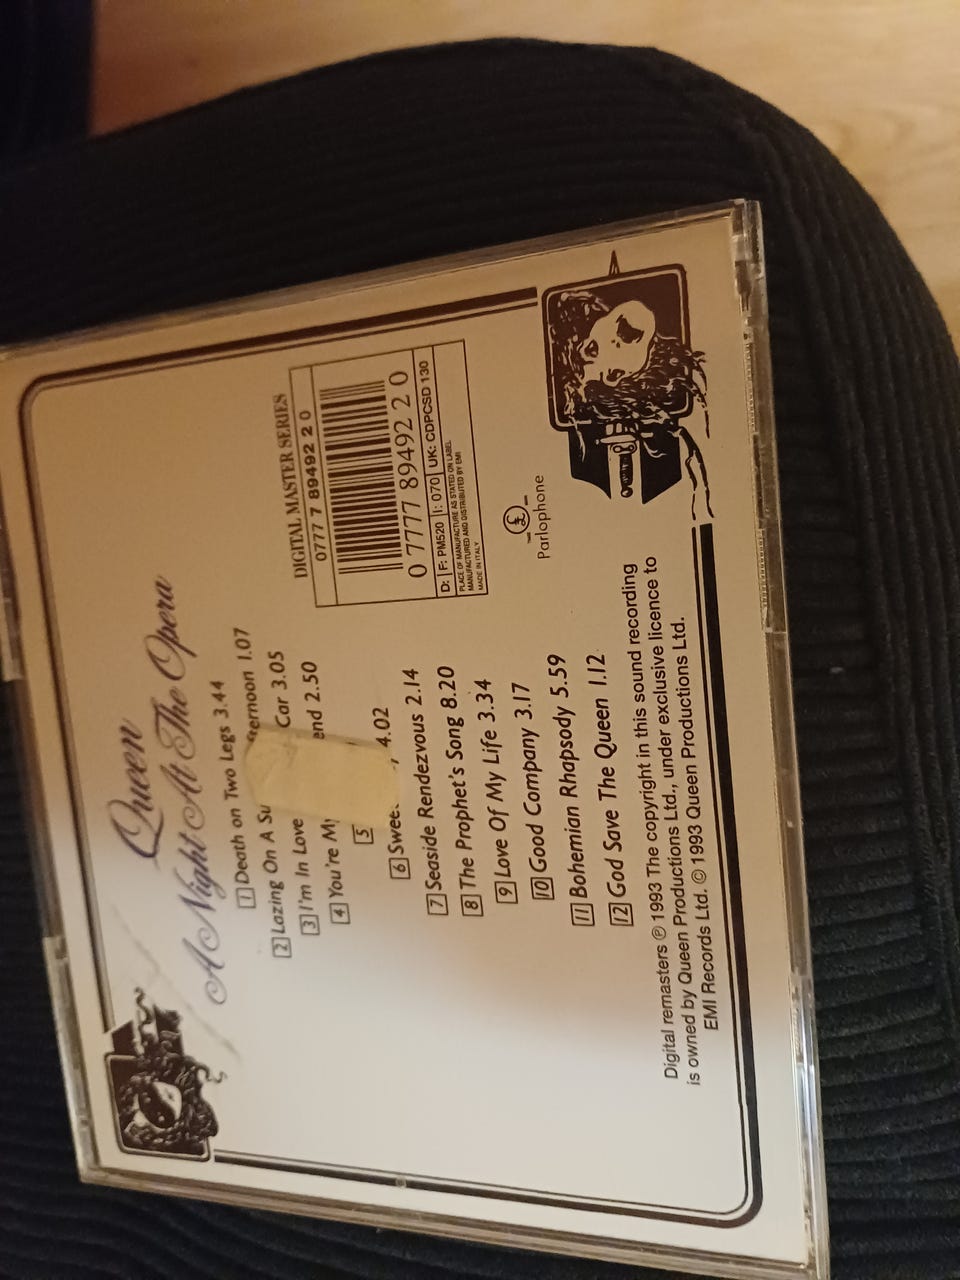 Queen
A Night At The Opera
1 Death on Two Legs 3.44
2 Lazing On A Su ternoon 1.07
3 I'm In Love Car 3.05
4 You're My end 2.50
5
6 Swee 4.02
7 Seaside Rendezvous 2.14
8 The Prophet's Song 8.20
9 Love Of My Life 3.34
10 Good Company 3.17
11 Bohemian Rhapsody 5.59
12 God Save The Queen 1.12
DIGITAL MASTER SERIES
0777 7 89492 2 0
0 7777 89492 2 0
D: F: PM520 I: 070 UK: CDPCSD 130
PLACE OF MANUFACTURE AS STATED ON LABEL
MANUFACTURED AND DISTRIBUTED BY EMI
MADE IN ITALY
£
Parlophone
Digital remasters ℗ 1993 The copyright in this sound recording
is owned by Queen Productions Ltd., under exclusive licence to
EMI Records Ltd. © 1993 Queen Productions Ltd.